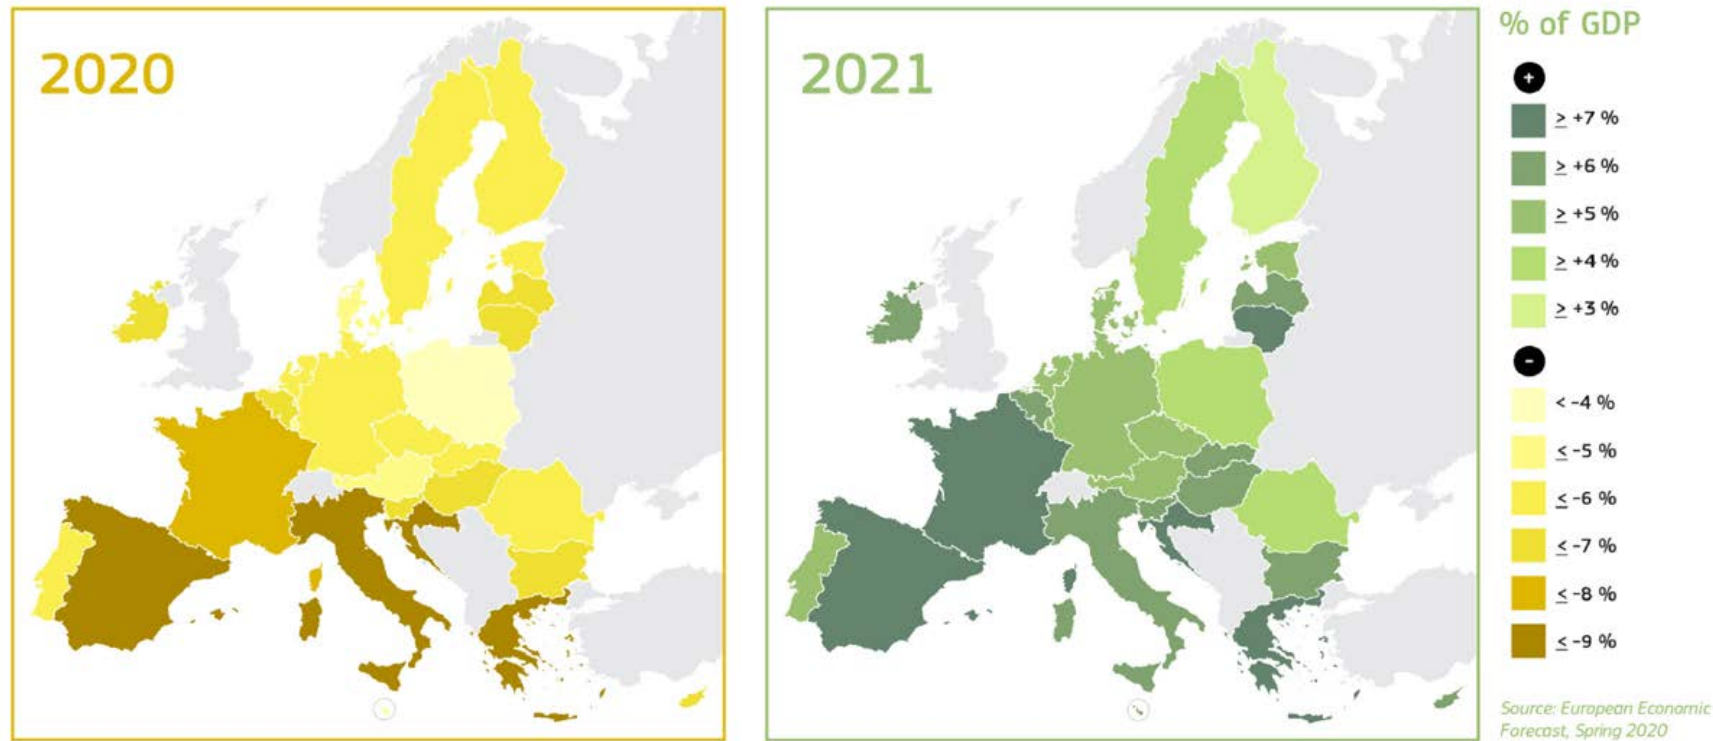 2020
2021
% of GDP
+
≥ +7 %
≥ +6 %
≥ +5 %
≥ +4 %
≥ +3 %
-
< -4 %
≤ -5 %
≤ -6 %
≤ -7 %
≤ -8 %
≤ -9 %
Source: European Economic
Forecast, Spring 2020